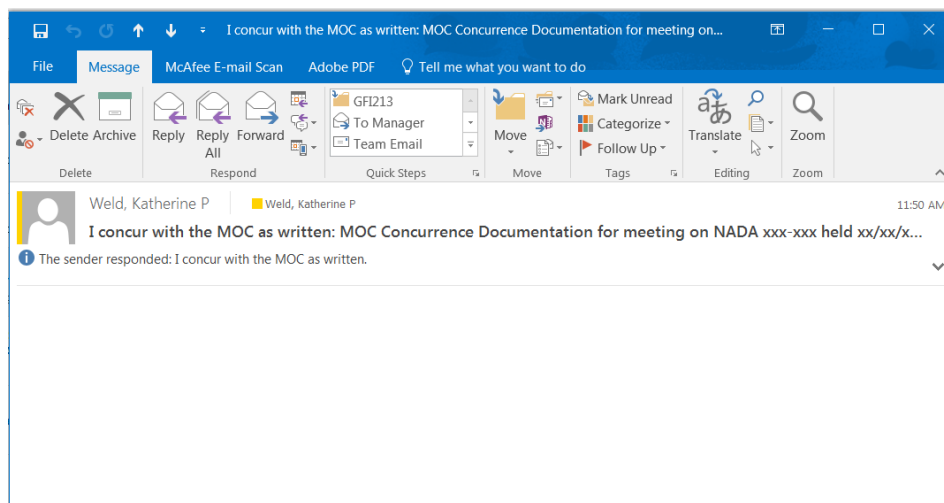 I concur with the MOC as written: MOC Concurrence Documentation for meeting on...
File Message McAfee E-mail Scan Adobe PDF Tell me what you want to do
Delete Archive
Reply Reply All Forward
GFI213
To Manager
Team Email
Move
Mark Unread
Categorize
Follow Up
Translate
Zoom
Delete Respond Quick Steps Move Tags Editing Zoom
Weld, Katherine P Weld, Katherine P 11:50 AM
I concur with the MOC as written: MOC Concurrence Documentation for meeting on NADA xxx-xxx held xx/xx/x...
The sender responded: I concur with the MOC as written.